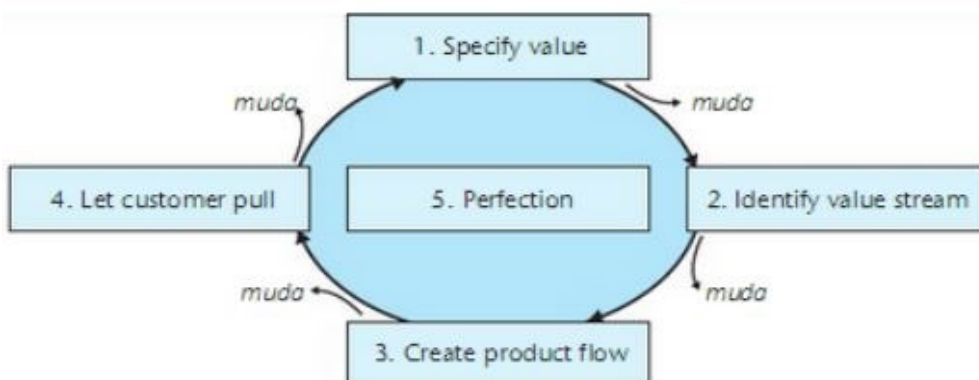 1. Specify value
muda
muda
4. Let customer pull
5. Perfection
2. Identify value stream
muda
muda
3. Create product flow